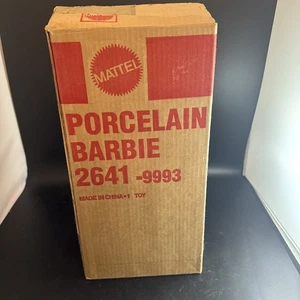 MATTEL
PORCELAIN
BARBIE
2641 -9993
MADE IN CHINA•1 TOY